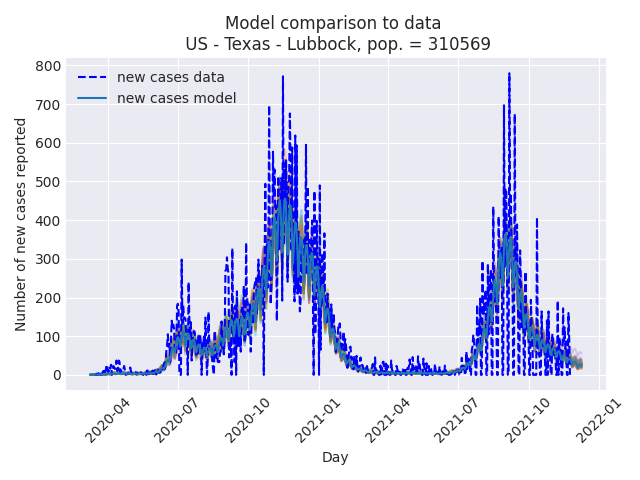 Model comparison to data
US - Texas - Lubbock, pop. = 310569
new cases data
new cases model
Number of new cases reported
800
700
600
500
400
300
200
100
0
2020-04
2020-07
2020-10
2021-01
2021-04
2021-07
2021-10
2022-01
Day